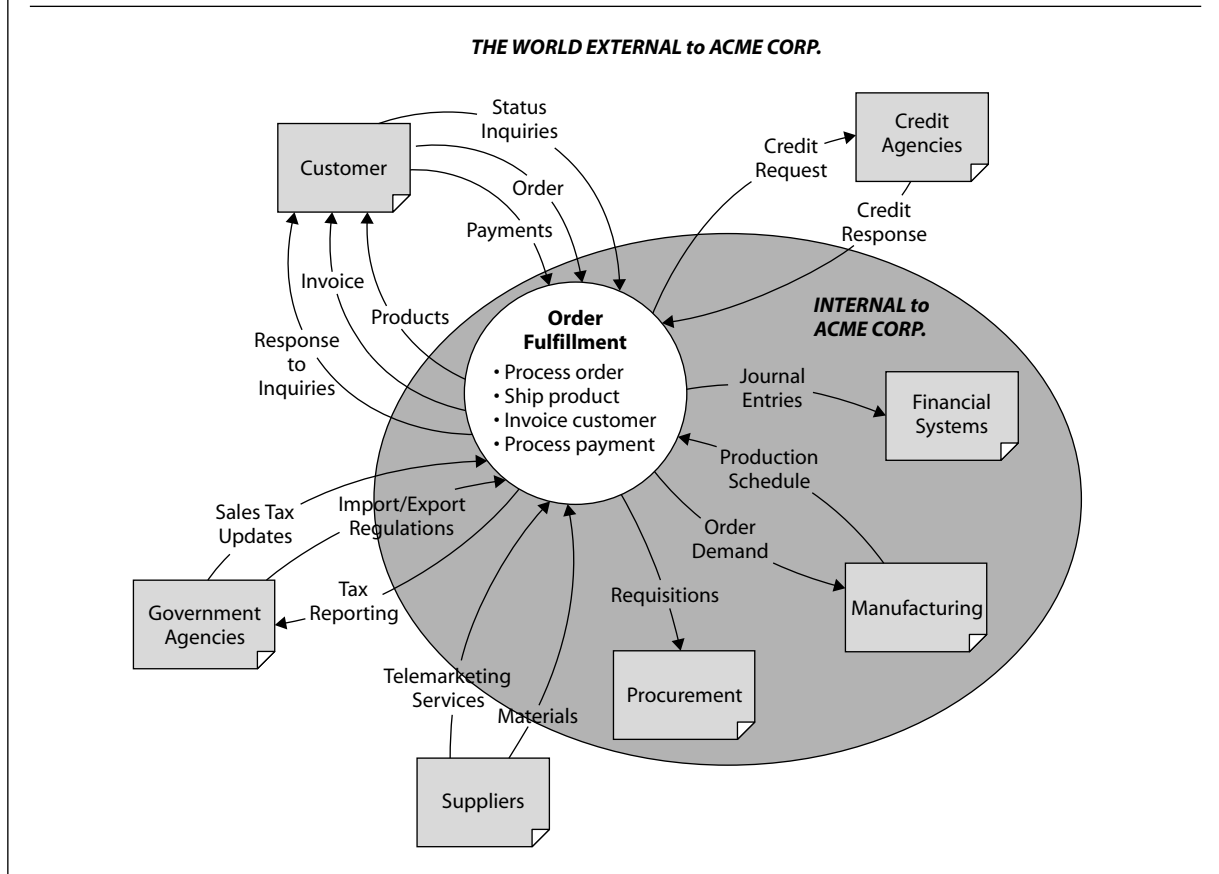 THE WORLD EXTERNAL to ACME CORP.
Status
Inquiries
Customer
Order
Payments
Credit
Request
Credit
Agencies
Credit
Response
Invoice
Products
Response
to
Inquiries
Order
Fulfillment
• Process order
• Ship product
• Invoice customer
• Process payment
INTERNAL to
ACME CORP.
Journal
Entries
Financial
Systems
Production
Schedule
Sales Tax
Updates
Import/Export
Regulations
Order
Demand
Government
Agencies
Tax
Reporting
Requisitions
Manufacturing
Telemarketing
Services
Materials
Procurement
Suppliers